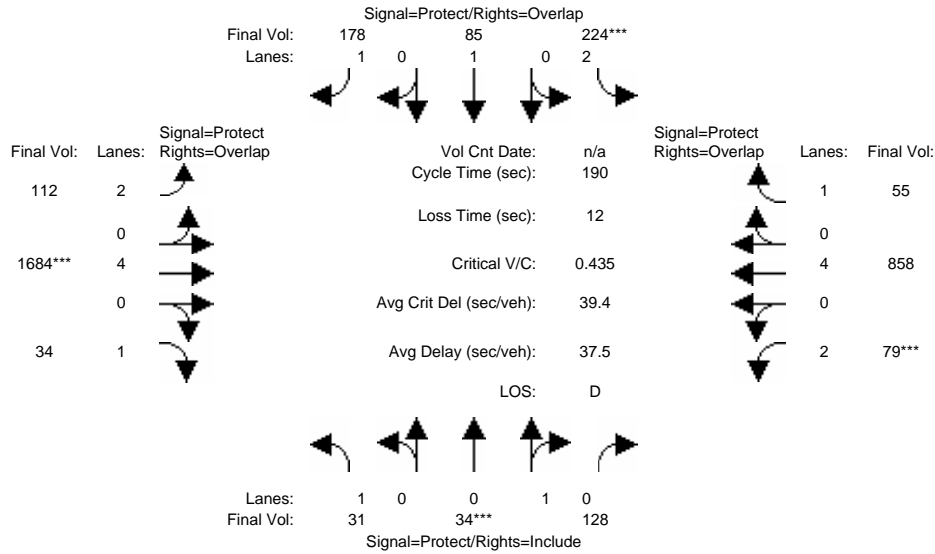 Signal=Protect/Rights=Overlap
Final Vol: 178 85 224***
Lanes: 1 0 1 0 2
Signal=Protect
Final Vol: Lanes: Rights=Overlap
Vol Cnt Date: n/a
Signal=Protect
Rights=Overlap Lanes: Final Vol:
Cycle Time (sec): 190
112 2
1 55
Loss Time (sec): 12
0
0
1684*** 4
Critical V/C: 0.435
4 858
0
Avg Crit Del (sec/veh): 39.4
0
34 1
Avg Delay (sec/veh): 37.5
2 79***
LOS: D
Lanes: 1 0 0 1 0
Final Vol: 31 34*** 128
Signal=Protect/Rights=Include